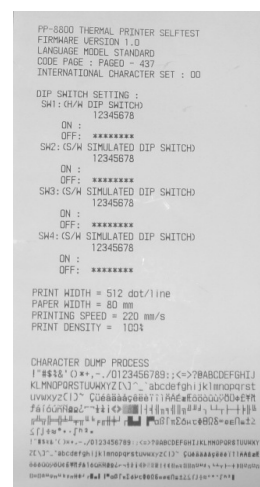 PP-8800 THERMAL PRINTER SELFTEST
FIRMWARE VERSION 1.0
LANGUAGE MODEL STANDARD
CODE PAGE : PAGE0 - 437
INTERNATIONAL CHARACTER SET : 00
DIP SWITCH SETTING :
SW1:(H/W DIP SWITCH)
12345678
ON :
OFF: ********
SW2:(S/W SIMULATED DIP SWITCH)
12345678
ON :
OFF: ********
SW3:(S/W SIMULATED DIP SWITCH)
12345678
ON :
OFF: ********
SW4:(S/W SIMULATED DIP SWITCH)
12345678
ON :
OFF: ********
PRINT WIDTH = 512 dot/line
PAPER WIDTH = 80 mm
PRINTING SPEED = 220 mm/s
PRINT DENSITY = 100%
CHARACTER DUMP PROCESS
!"#$%&'()*+,-./0123456789:;<=>?@ABCDEFGHIJ
KLMNOPQRSTUVWXYZ[\]^_`abcdefghijklmnopqrst
!"#$%&'()*+,-./0123456789:;<=>?@ABCDEFGHIJKLMNOPQRSTUVWXY